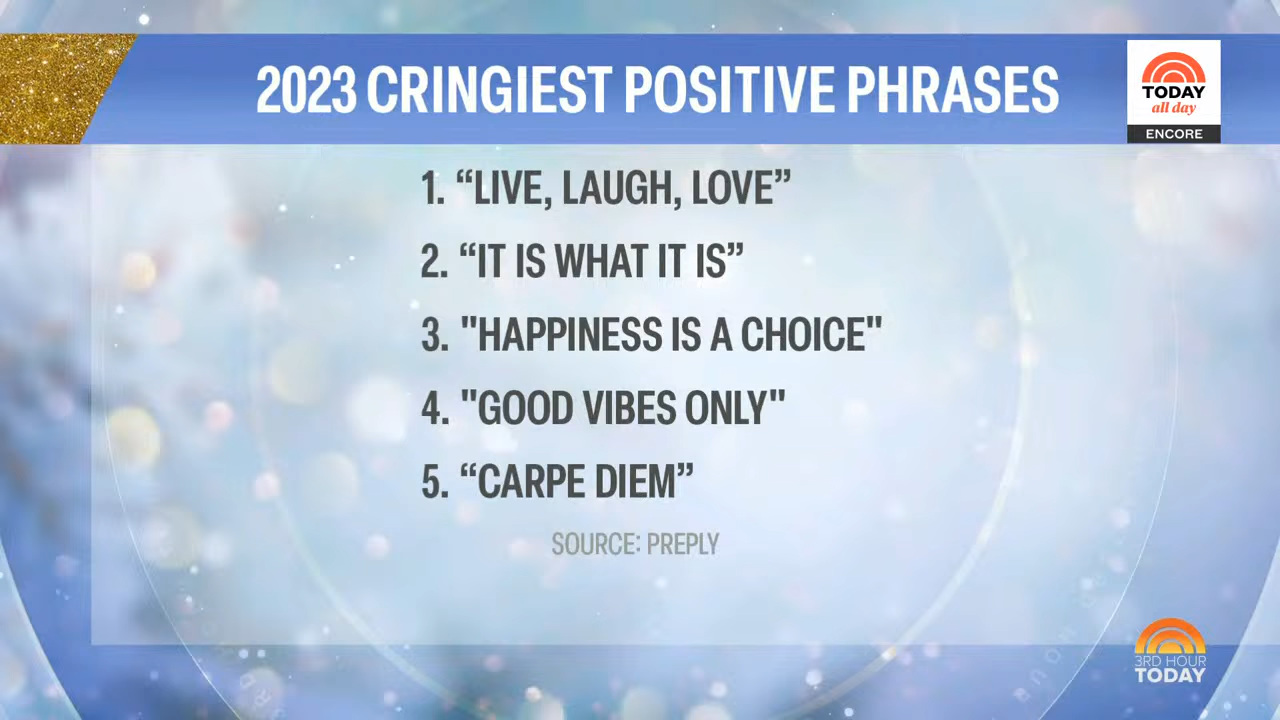 2023 CRINGIEST POSITIVE PHRASES
TODAY
all day
ENCORE
1. “LIVE, LAUGH, LOVE”
2. “IT IS WHAT IT IS”
3. "HAPPINESS IS A CHOICE"
4. "GOOD VIBES ONLY"
5. “CARPE DIEM”
SOURCE: PREPLY
3RD HOUR
TODAY